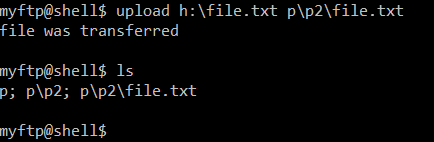 myftp@shell$ upload h:\file.txt p\p2\file.txt
file was transferred
myftp@shell$ ls
p; p\p2; p\p2\file.txt
myftp@shell$